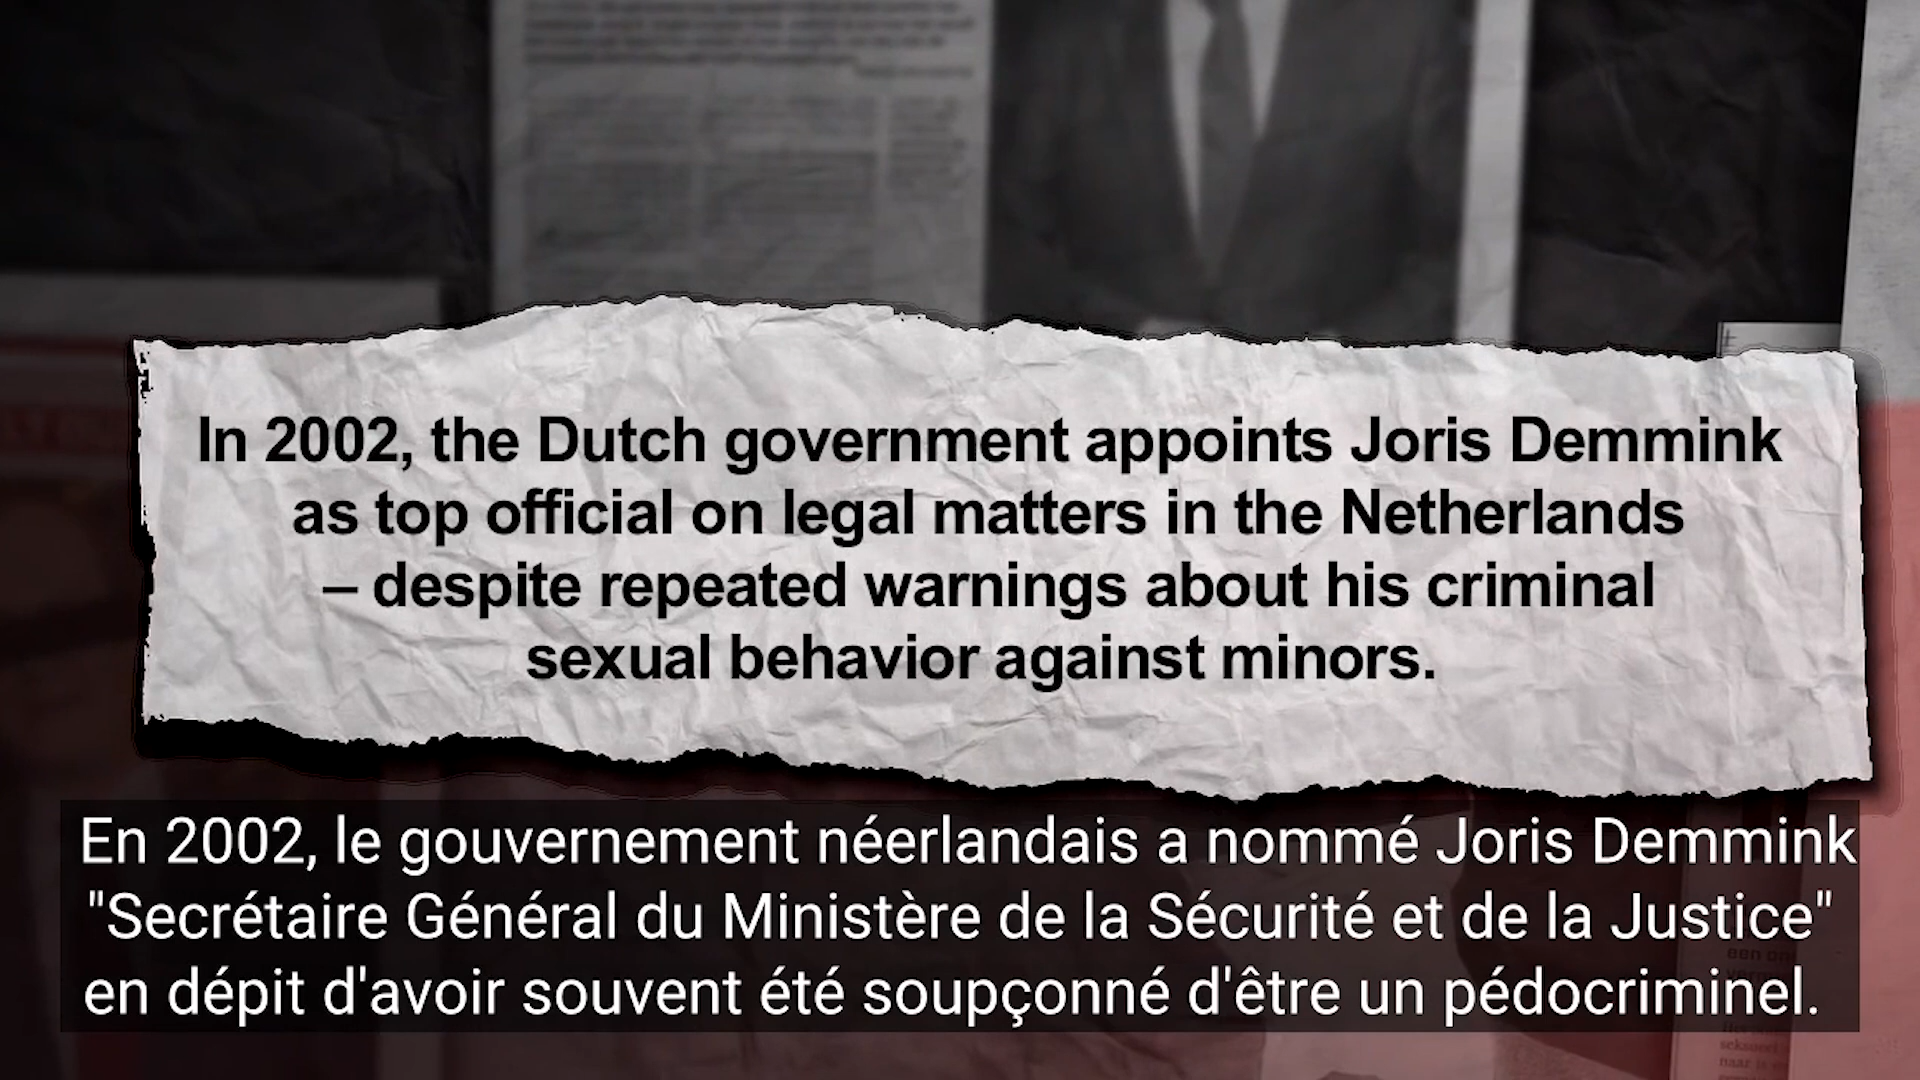 In 2002, the Dutch government appoints Joris Demmink
as top official on legal matters in the Netherlands
– despite repeated warnings about his criminal
sexual behavior against minors.
En 2002, le gouvernement néerlandais a nommé Joris Demmink
"Secrétaire Général du Ministère de la Sécurité et de la Justice"
en dépit d'avoir souvent été soupçonné d'être un pédocriminel.